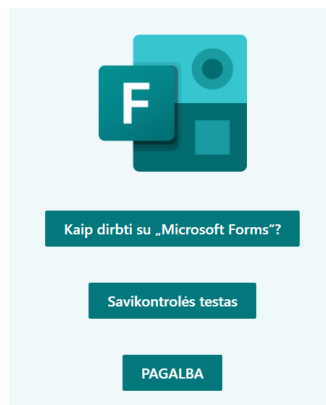 F
Kaip dirbti su „Microsoft Forms“?
Savikontrolės testas
PAGALBA